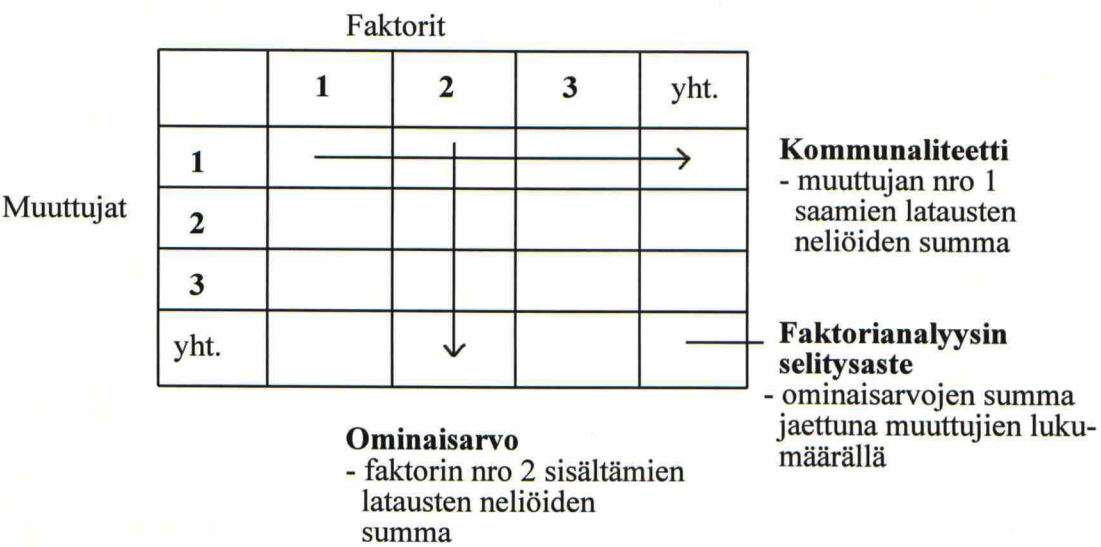 Faktorit
1 2 3 yht.
1
Muuttujat
2
3
yht.
Kommunaliteetti
- muuttujan nro 1
saamien latausten
neliöiden summa
Faktorianalyysin
selitysaste
- ominaisarvojen summa
jaettuna muuttujien luku-
määrällä
Ominaisarvo
- faktorin nro 2 sisältämien
latausten neliöiden
summa